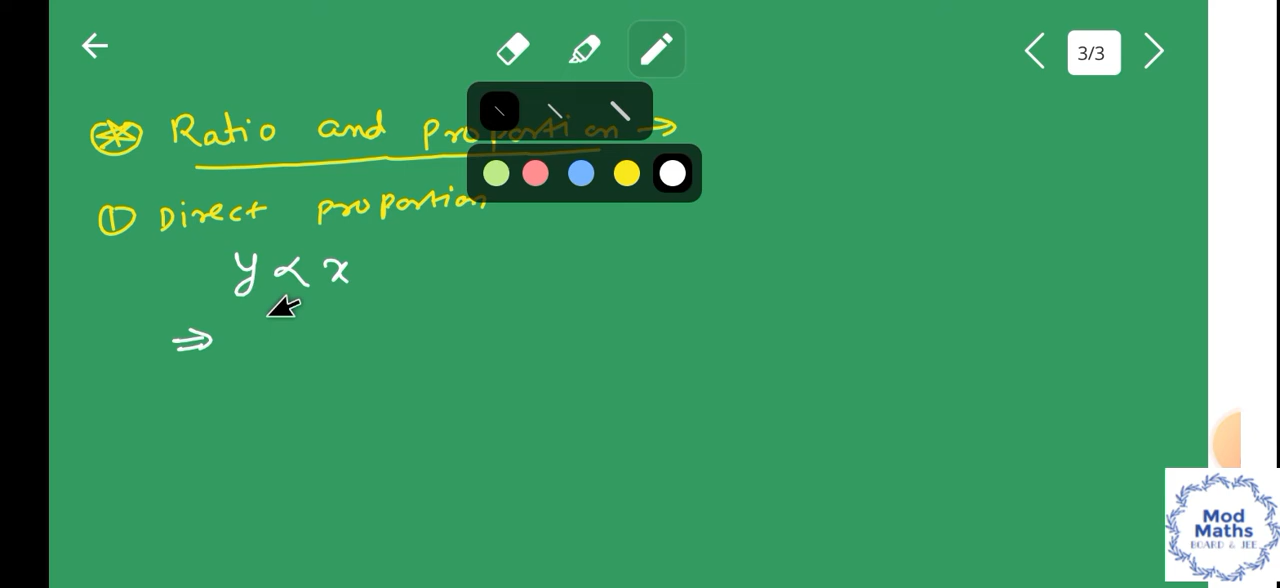 3/3
Ratio and proportion →
① Direct proportion
y ∝ x
⇒
Mod
Maths
BOARD & JEE